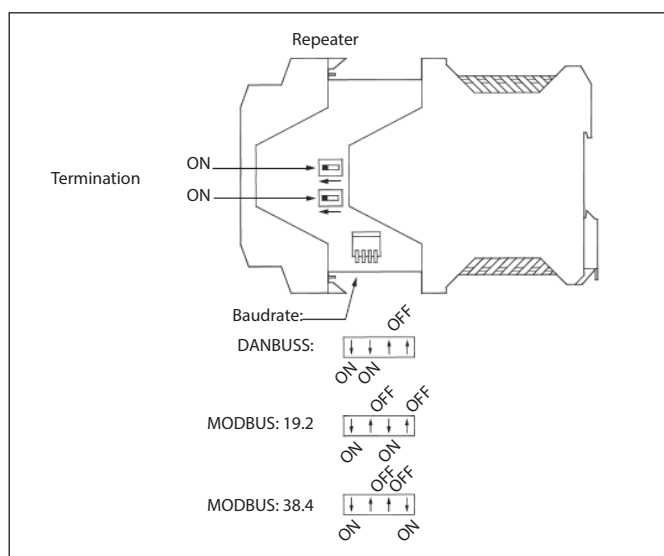 Repeater
ON
Termination
ON
Baudrate:
OFF
DANBUSS:
ON ON
OFF OFF
MODBUS: 19.2
ON ON
OFF OFF
MODBUS: 38.4
ON ON